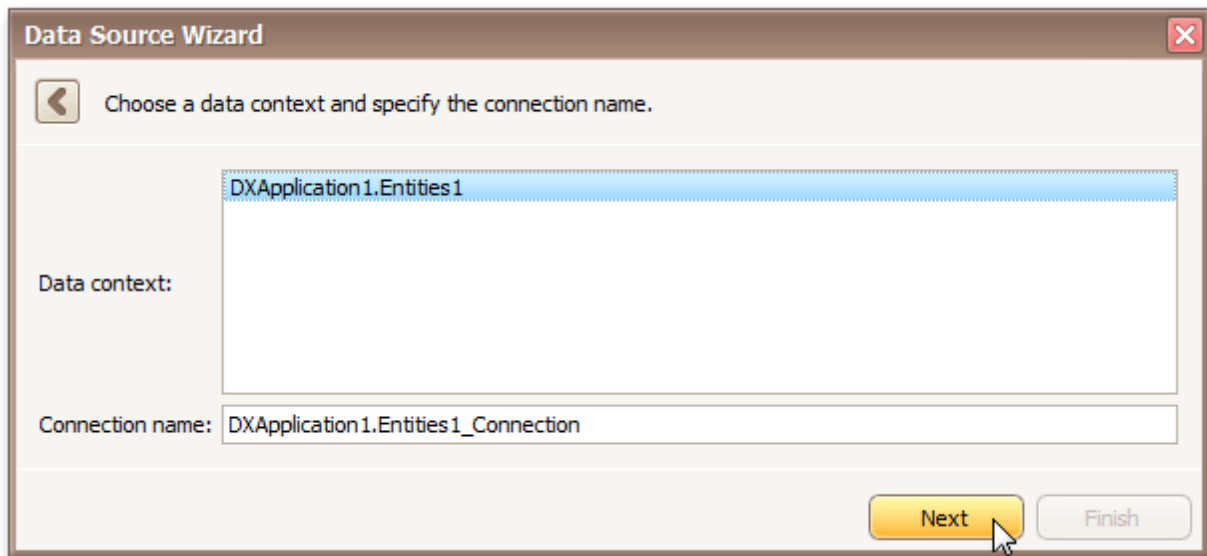 Data Source Wizard
Choose a data context and specify the connection name.
DXApplication1.Entities1
Data context:
Connection name: DXApplication1.Entities1_Connection
Next Finish